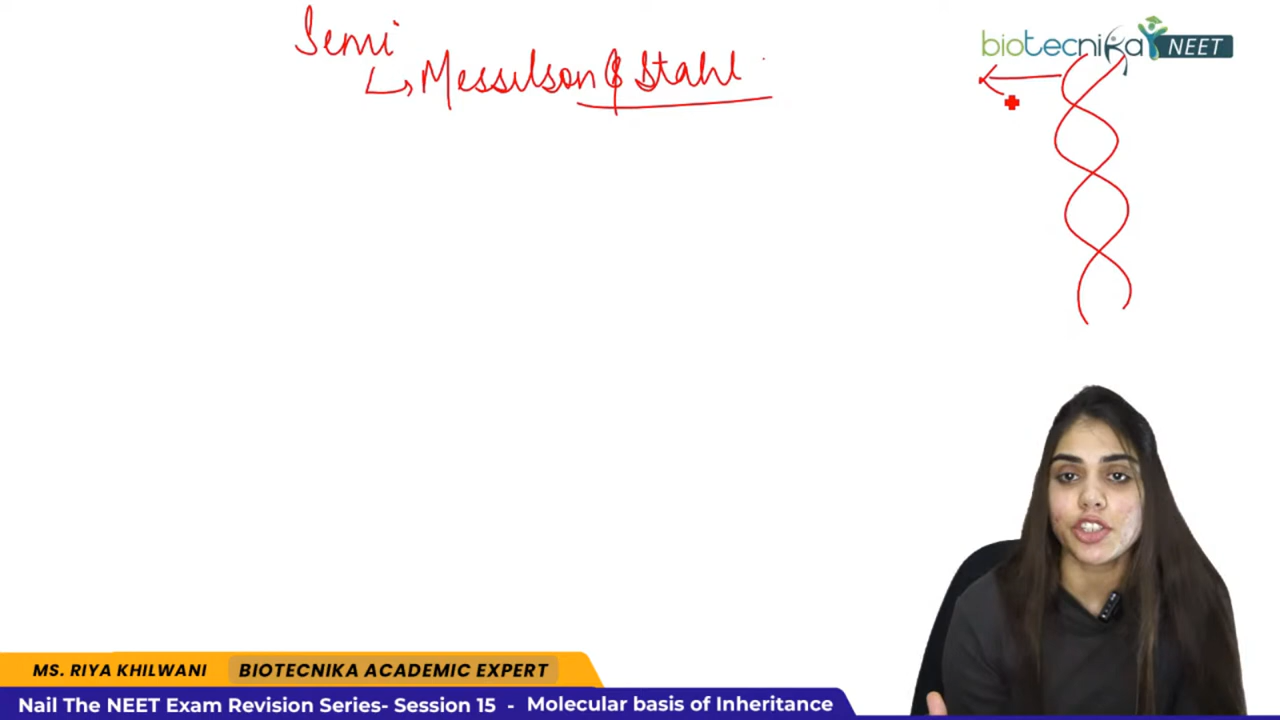 Semi
biotecnika NEET
Messelson & Stahl
MS. RIYA KHILWANI BIOTECNIKA ACADEMIC EXPERT
Nail The NEET Exam Revision Series- Session 15 - Molecular basis of Inheritance